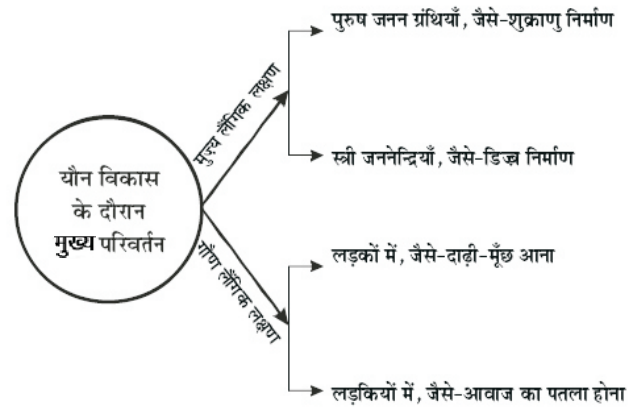 पुरुष जनन ग्रंथियाँ, जैसे-शुक्राणु निर्माण
मुज़्य लैंगिक लक्षण
स्त्री जननेन्द्रियाँ, जैसे-डिज़्ब निर्माण
यौन विकास
के दौरान
मुख्य परिवर्तन
गौण लैंगिक लक्षण
लड़कों में, जैसे-दाढ़ी-मूँछ आना
लड़कियों में, जैसे-आवाज का पतला होना